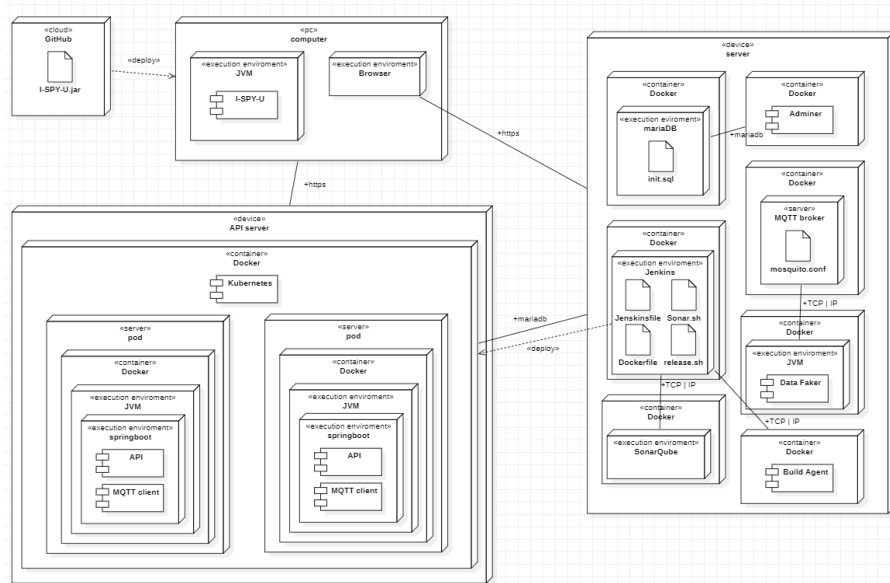 «cloud»
GitHub
I-SPY-U.jar
«deploy»
«pc»
computer
«execution enviroment»
JVM
I-SPY-U
«execution enviroment»
Browser
+https
+https
«device»
API server
«container»
Docker
Kubernetes
«server»
pod
«container»
Docker
«execution enviroment»
JVM
«execution enviroment»
springboot
API
MQTT client
«server»
pod
«container»
Docker
«execution enviroment»
JVM
«execution enviroment»
springboot
API
MQTT client
+mariadb
«deploy»
«device»
server
«container»
Docker
«execution eviroment»
mariaDB
init.sql
+mariadb
«container»
Docker
Adminer
«container»
Docker
«server»
MQTT broker
mosquito.conf
+TCP | IP
«container»
Docker
«execution enviroment»
Jenkins
Jenskinsfile
Sonar.sh
Dockerfile
release.sh
+TCP | IP
«container»
Docker
«execution enviroment»
JVM
Data Faker
+TCP | IP
«container»
Docker
«execution enviroment»
SonarQube
«container»
Docker
Build Agent